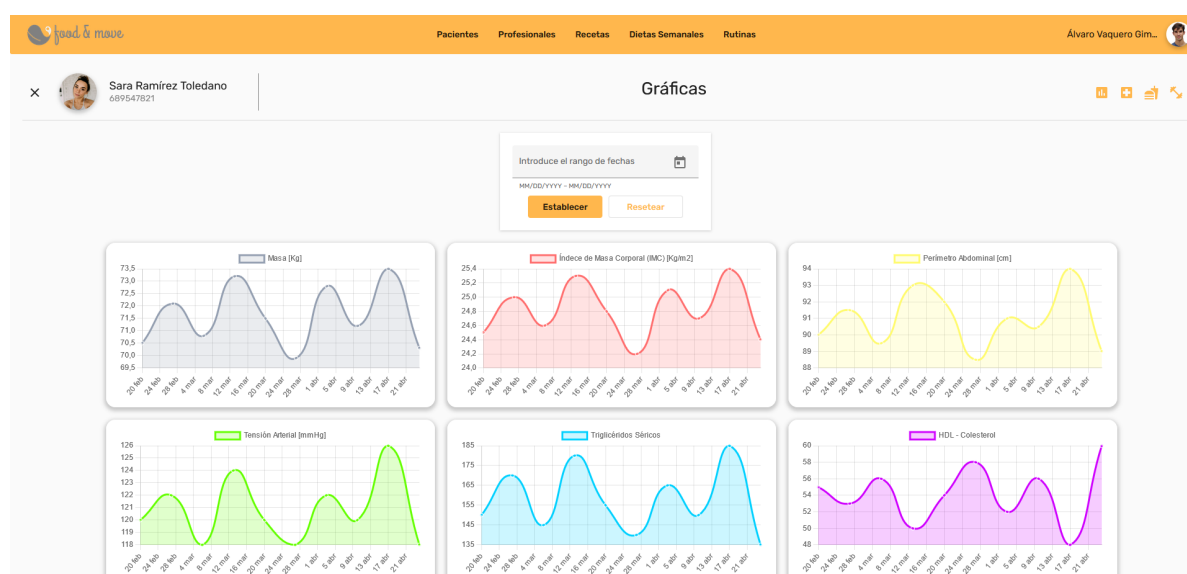 food & move
Pacientes Profesionales Recetas Dietas Semanales Rutinas
Álvaro Vaquero Gim...
Sara Ramírez Toledano
689547821
Gráficas
Introduce el rango de fechas
MM/DD/YYYY – MM/DD/YYYY
Establecer Resetear
Masa [Kg]
73,5
73,0
72,5
72,0
71,5
71,0
70,5
70,0
69,5
20 feb 24 feb 28 feb 4 mar 8 mar 12 mar 16 mar 20 mar 24 mar 28 mar 1 abr 5 abr 9 abr 13 abr 17 abr 21 abr
Índece de Masa Corporal (IMC) [Kg/m2]
25,4
25,2
25,0
24,8
24,6
24,4
24,2
24,0
20 feb 24 feb 28 feb 4 mar 8 mar 12 mar 16 mar 20 mar 24 mar 28 mar 1 abr 5 abr 9 abr 13 abr 17 abr 21 abr
Perímetro Abdominal [cm]
94
93
92
91
90
89
88
20 feb 24 feb 28 feb 4 mar 8 mar 12 mar 16 mar 20 mar 24 mar 28 mar 1 abr 5 abr 9 abr 13 abr 17 abr 21 abr
Tensión Arterial [mmHg]
126
125
124
123
122
121
120
119
118
20 feb 24 feb 28 feb 4 mar 8 mar 12 mar 16 mar 20 mar 24 mar 28 mar 1 abr 5 abr 9 abr 13 abr 17 abr 21 abr
Triglicéridos Séricos
185
175
165
155
145
135
20 feb 24 feb 28 feb 4 mar 8 mar 12 mar 16 mar 20 mar 24 mar 28 mar 1 abr 5 abr 9 abr 13 abr 17 abr 21 abr
HDL - Colesterol
60
58
56
54
52
50
48
20 feb 24 feb 28 feb 4 mar 8 mar 12 mar 16 mar 20 mar 24 mar 28 mar 1 abr 5 abr 9 abr 13 abr 17 abr 21 abr